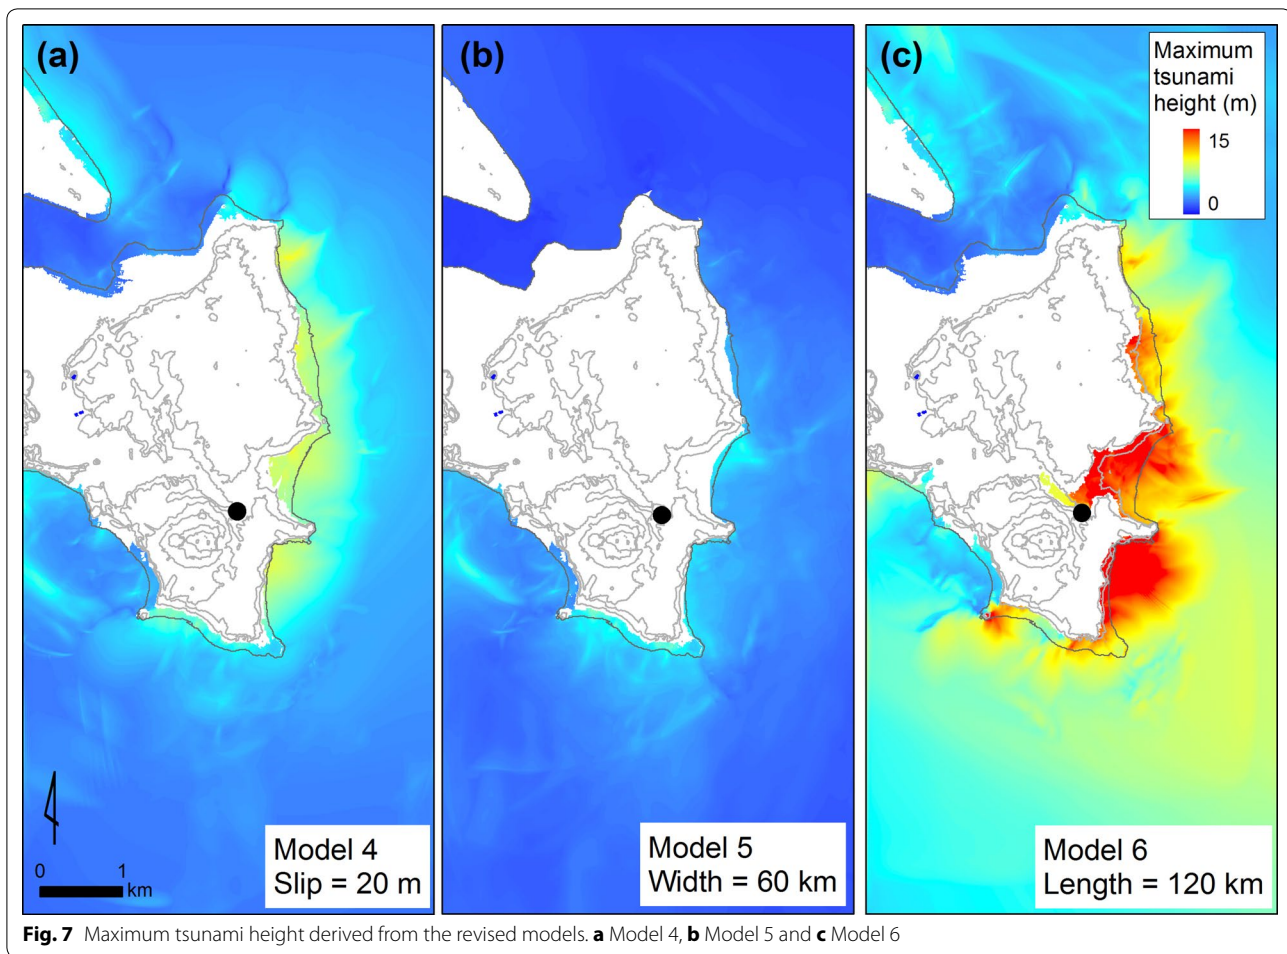 (a)
(b)
(c)
Maximum
tsunami
height (m)
15
0
0 1
km
Model 4
Slip = 20 m
Model 5
Width = 60 km
Model 6
Length = 120 km
Fig. 7 Maximum tsunami height derived from the revised models. a Model 4, b Model 5 and c Model 6